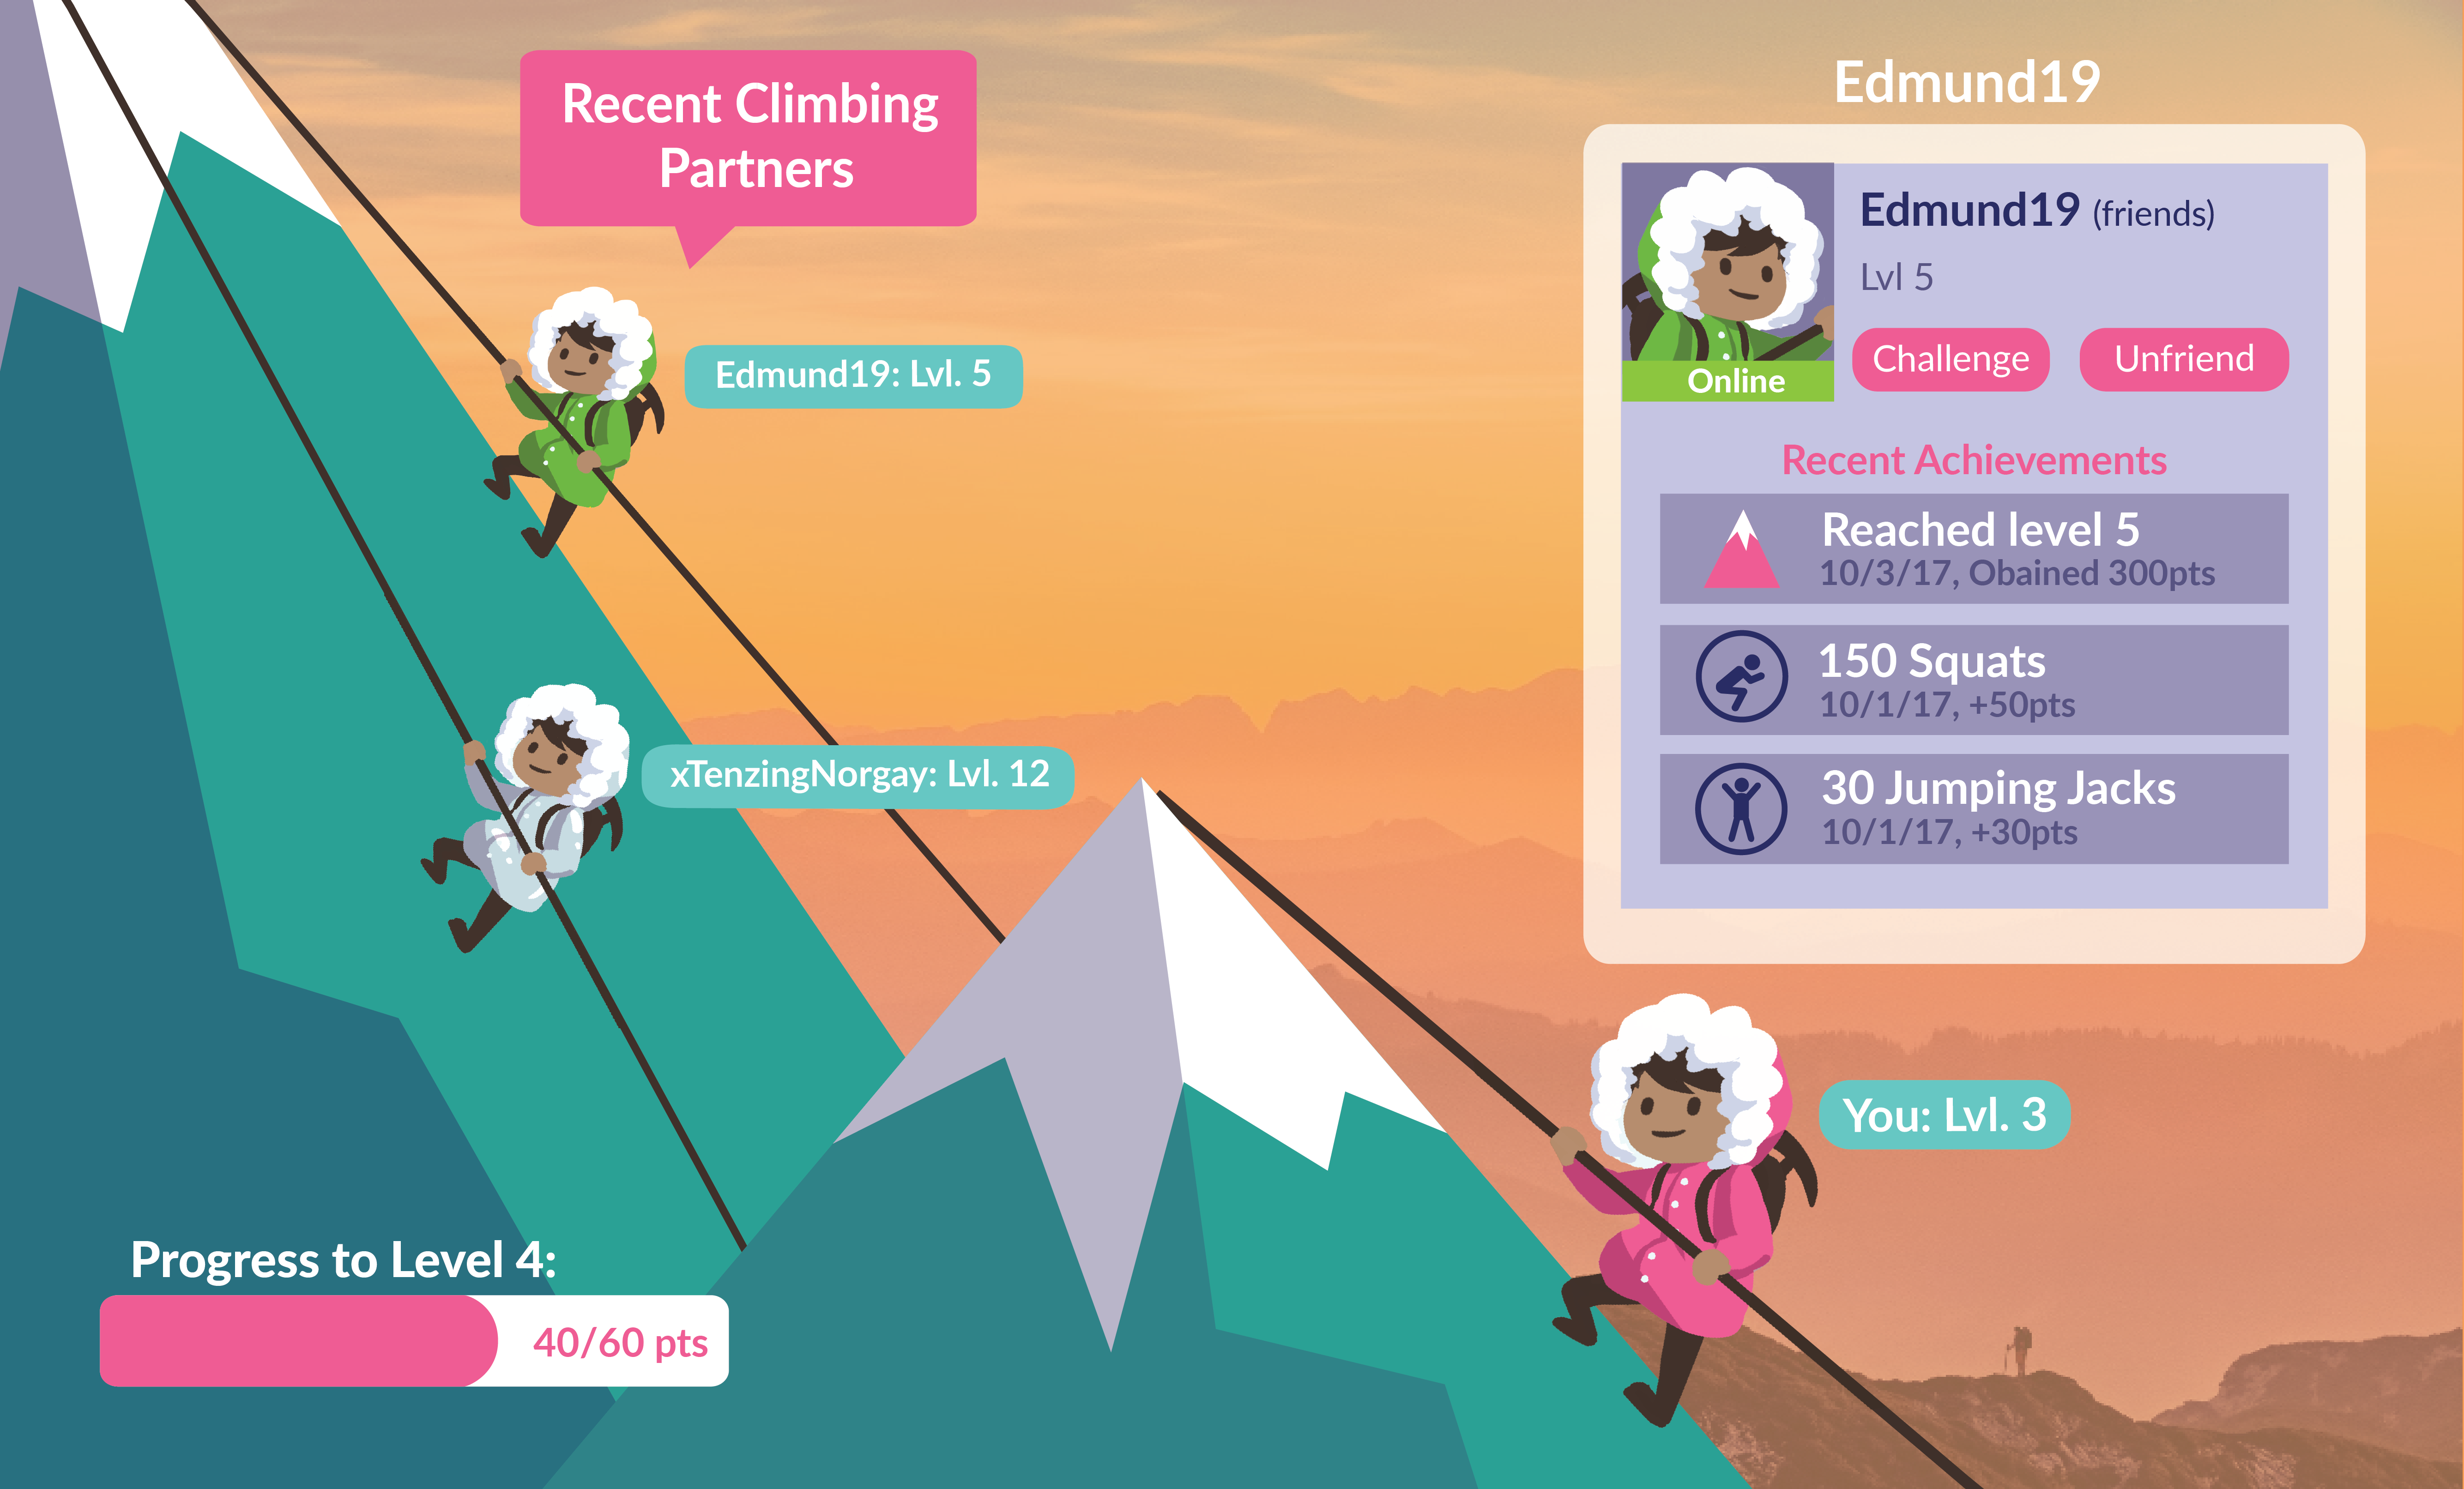 Recent Climbing
Partners
Edmund19: Lvl. 5
xTenzingNorgay: Lvl. 12
Edmund19
Edmund19 (friends)
Lvl 5
Challenge
Unfriend
Online
Recent Achievements
Reached level 5
10/3/17, Obained 300pts
150 Squats
10/1/17, +50pts
30 Jumping Jacks
10/1/17, +30pts
You: Lvl. 3
Progress to Level 4:
40/60 pts